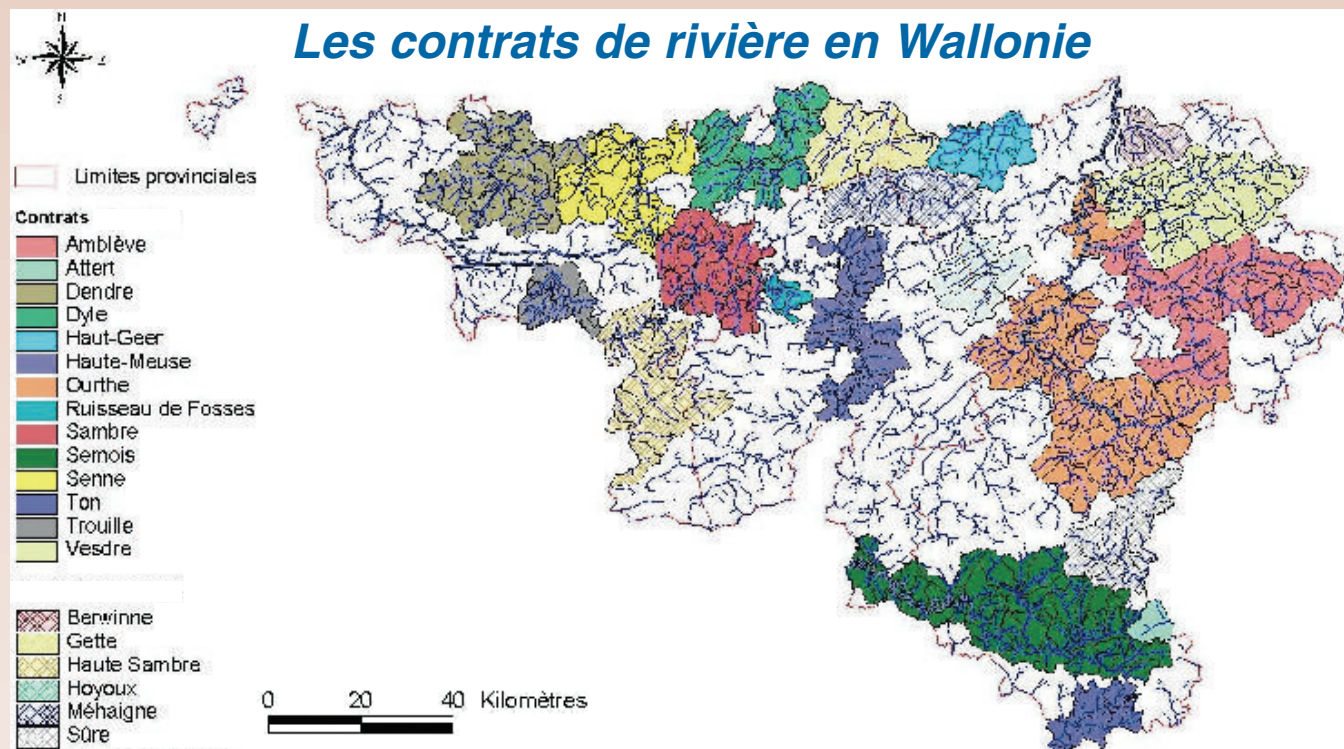 Les contrats de rivière en Wallonie
N
S
Limites provinciales
Contrats
Amblève
Attert
Dendre
Dyle
Haut-Geer
Haute-Meuse
Ourthe
Ruisseau de Fosses
Sambre
Semois
Senne
Ton
Trouille
Vesdre
Berwinne
Gette
Haute Sambre
Hoyoux
Méhaigne
Sûre
0 20 40 Kilomètres